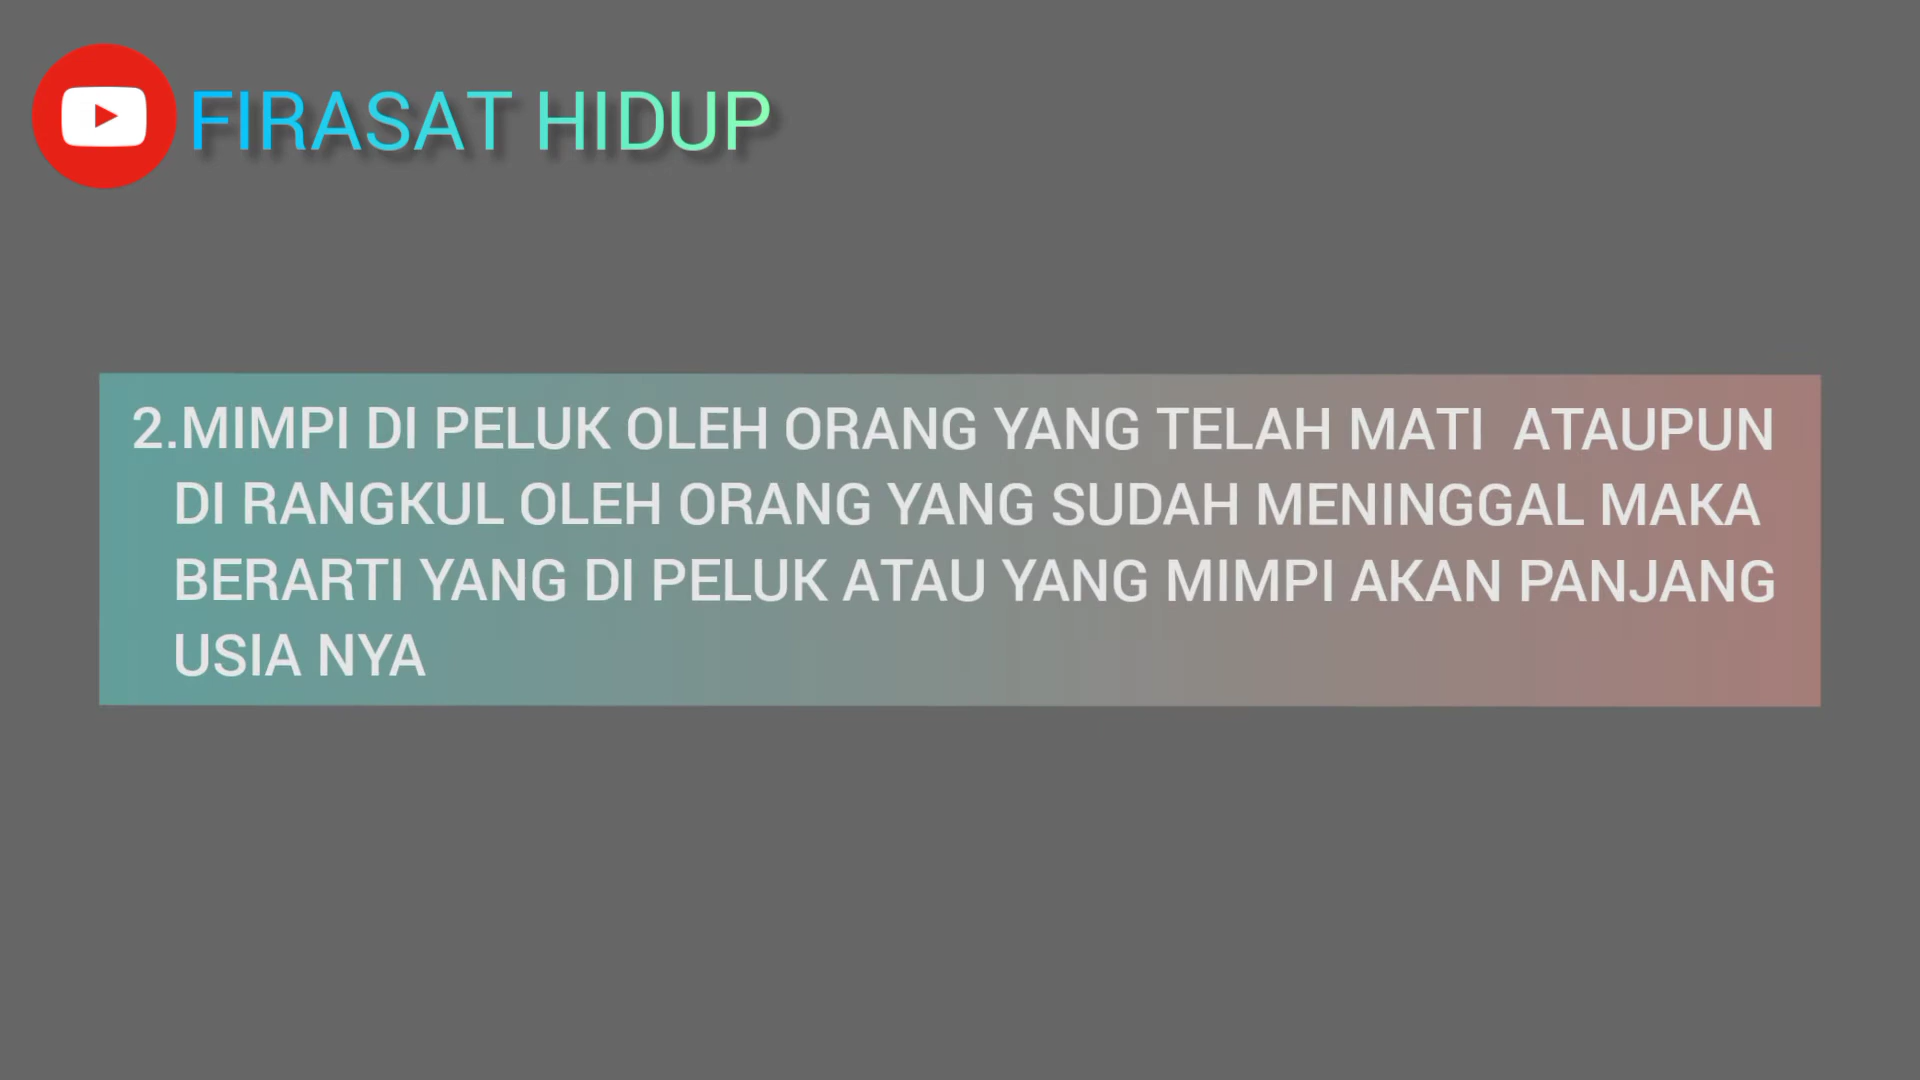 FIRASAT HIDUP
2.MIMPI DI PELUK OLEH ORANG YANG TELAH MATI  ATAUPUN
DI RANGKUL OLEH ORANG YANG SUDAH MENINGGAL MAKA
BERARTI YANG DI PELUK ATAU YANG MIMPI AKAN PANJANG
USIA NYA